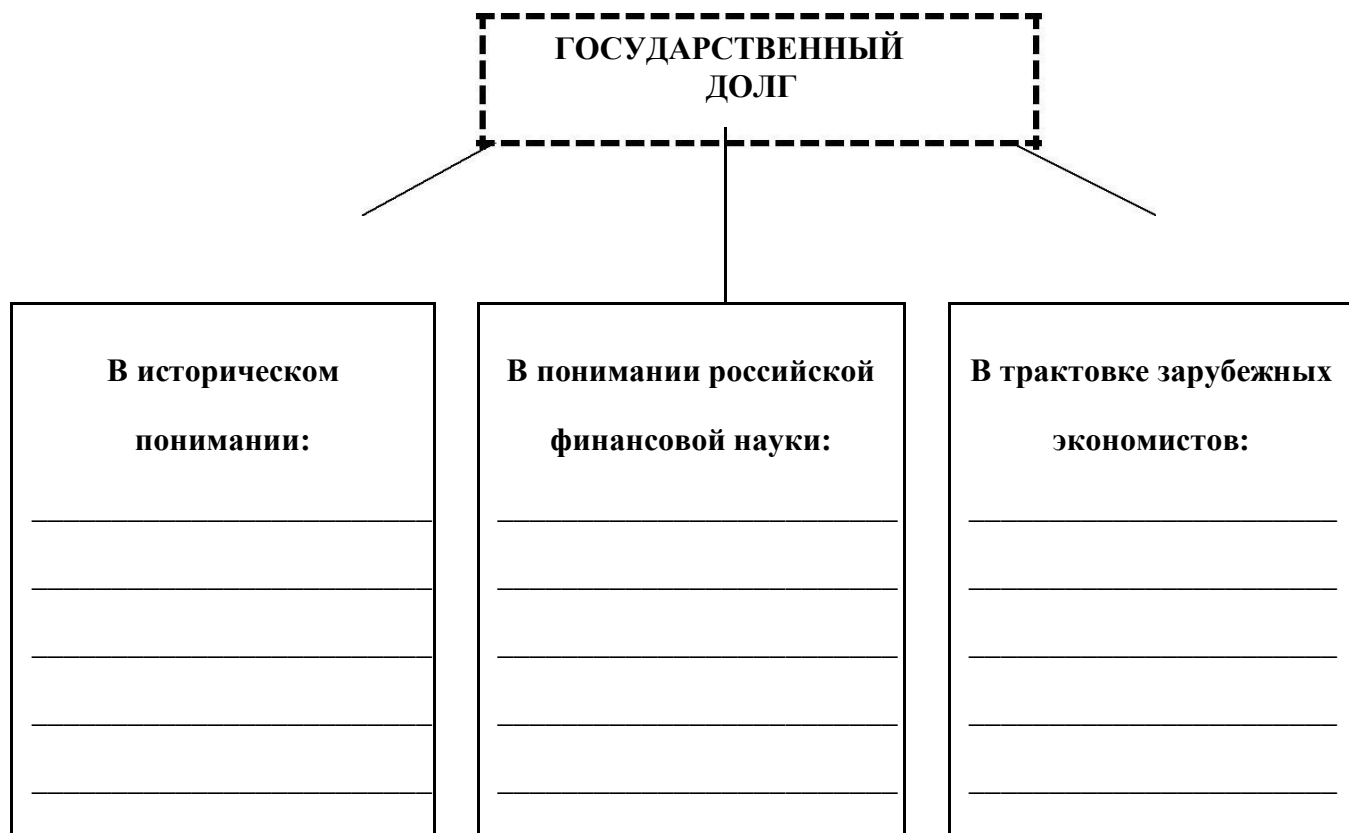 ГОСУДАРСТВЕННЫЙ
ДОЛГ
В историческом
понимании:
В понимании российской
финансовой науки:
В трактовке зарубежных
экономистов: